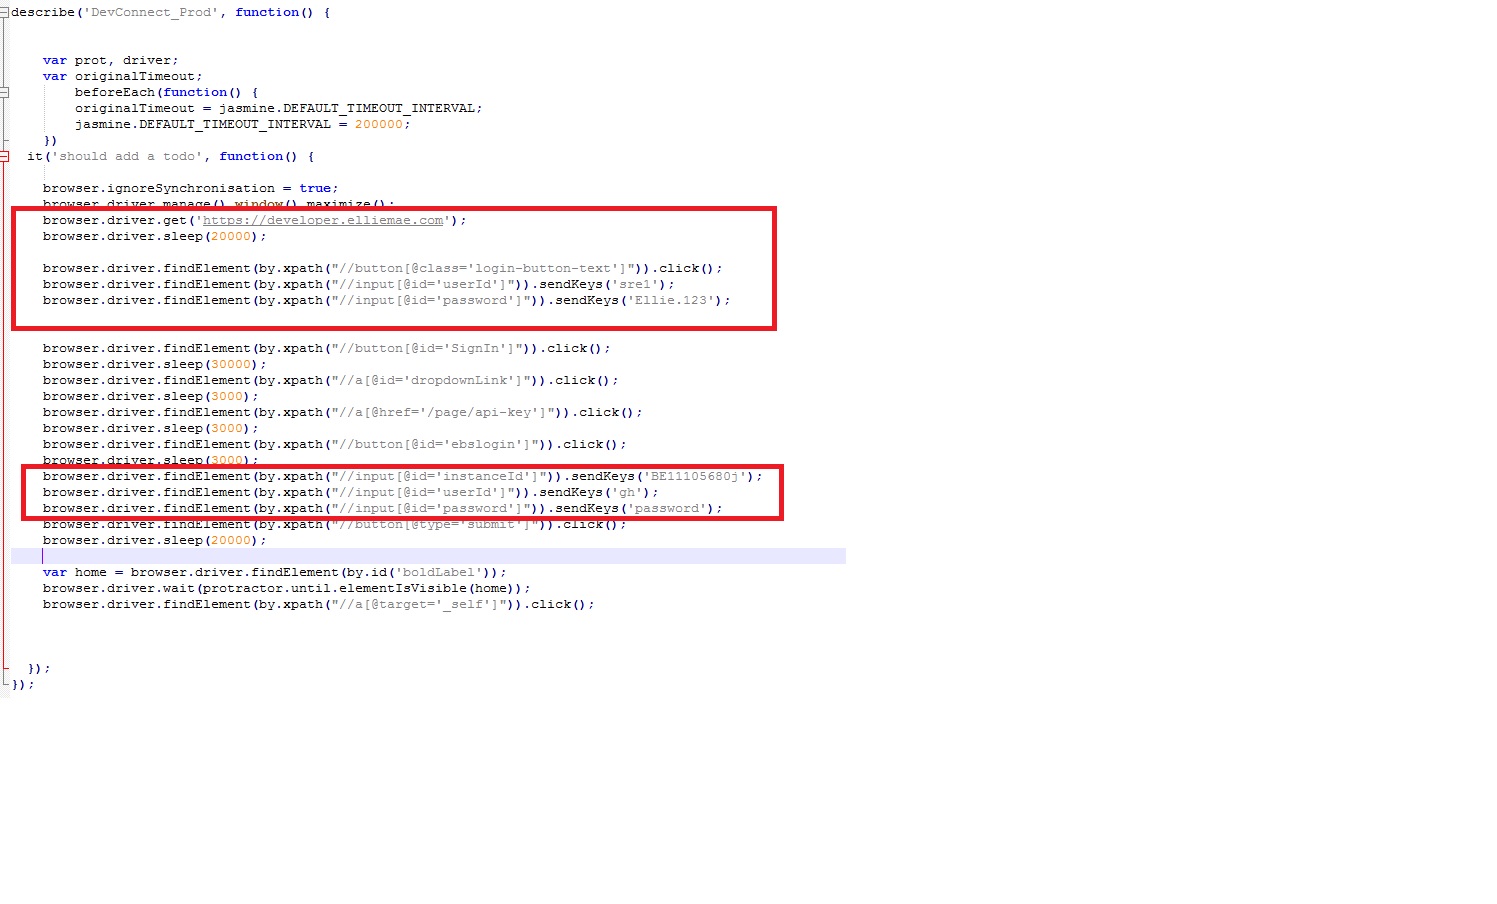 describe('DevConnect_Prod', function() {
var prot, driver;
var originalTimeout;
beforeEach(function() {
originalTimeout = jasmine.DEFAULT_TIMEOUT_INTERVAL;
jasmine.DEFAULT_TIMEOUT_INTERVAL = 200000;
})
it('should add a todo', function() {
browser.ignoreSynchronisation = true;
browser.driver.manage().window().maximize();
browser.driver.get('https://developer.elliemae.com');
browser.driver.sleep(20000);
browser.driver.findElement(by.xpath("//button[@class='login-button-text']")).click();
browser.driver.findElement(by.xpath("//input[@id='userId']")).sendKeys('sre1');
browser.driver.findElement(by.xpath("//input[@id='password']")).sendKeys('Ellie.123');
browser.driver.findElement(by.xpath("//button[@id='SignIn']")).click();
browser.driver.sleep(30000);
browser.driver.findElement(by.xpath("//a[@id='dropdownLink']")).click();
browser.driver.sleep(3000);
browser.driver.findElement(by.xpath("//a[@href='/page/api-key']")).click();
browser.driver.sleep(3000);
browser.driver.findElement(by.xpath("//button[@id='ebslogin']")).click();
browser.driver.sleep(3000);
browser.driver.findElement(by.xpath("//input[@id='instanceId']")).sendKeys('BE11105680j');
browser.driver.findElement(by.xpath("//input[@id='userId']")).sendKeys('gh');
browser.driver.findElement(by.xpath("//input[@id='password']")).sendKeys('password');
browser.driver.findElement(by.xpath("//button[@type='submit']")).click();
browser.driver.sleep(20000);
var home = browser.driver.findElement(by.id('boldLabel'));
browser.driver.wait(protractor.until.elementIsVisible(home));
browser.driver.findElement(by.xpath("//a[@target='_self']")).click();
});
});